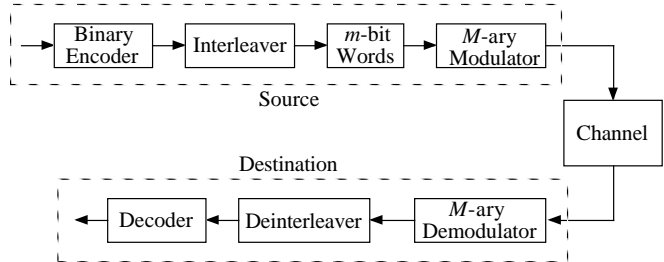 Binary
Encoder
Interleaver
m-bit
Words
M-ary
Modulator
Source
Channel
Destination
Decoder
Deinterleaver
M-ary
Demodulator